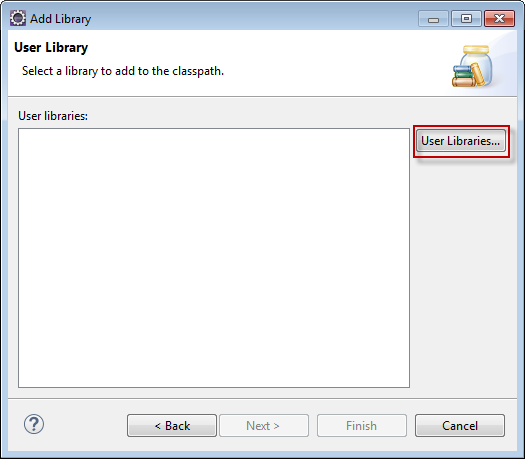 Add Library
User Library
Select a library to add to the classpath.
User libraries:
User Libraries...
?
< Back
Next >
Finish
Cancel